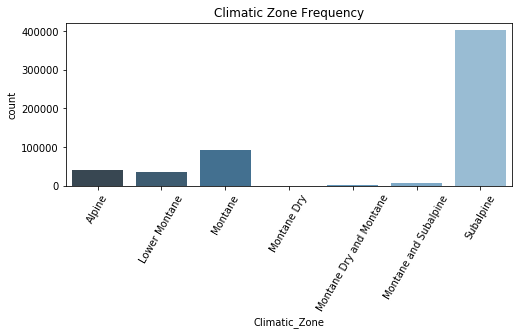 Climatic Zone Frequency
400000
300000
200000
100000
0
count
Alpine
Lower Montane
Montane
Montane Dry
Montane Dry and Montane
Montane and Subalpine
Subalpine
Climatic_Zone